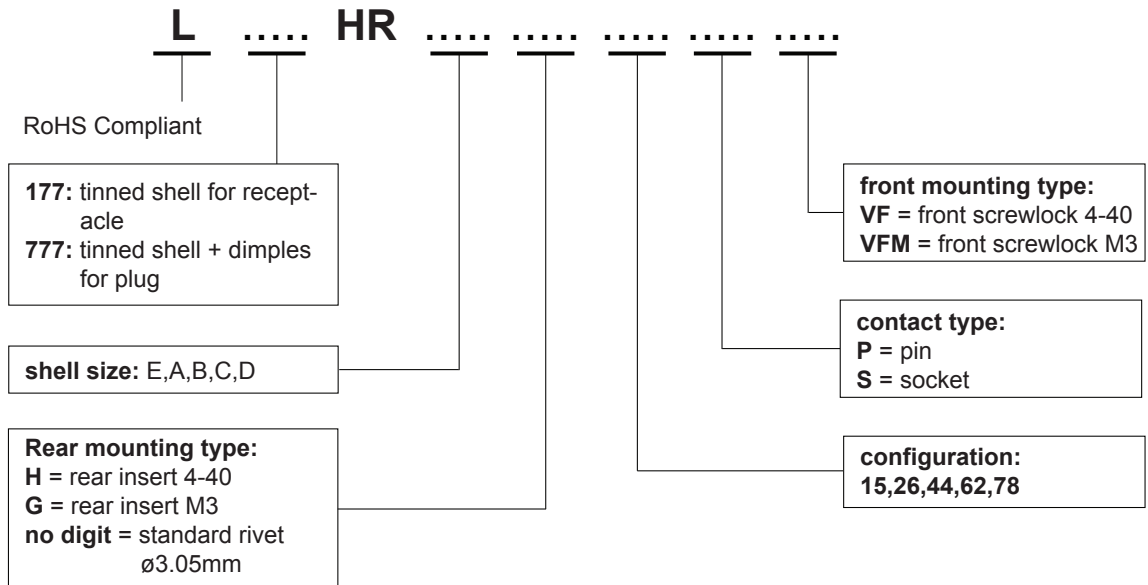 L ..... HR ..... ..... ..... ..... .....
RoHS Compliant
177: tinned shell for recept-
acle
777: tinned shell + dimples
for plug
shell size: E,A,B,C,D
Rear mounting type:
H = rear insert 4-40
G = rear insert M3
no digit = standard rivet
ø3.05mm
front mounting type:
VF = front screwlock 4-40
VFM = front screwlock M3
contact type:
P = pin
S = socket
configuration:
15,26,44,62,78